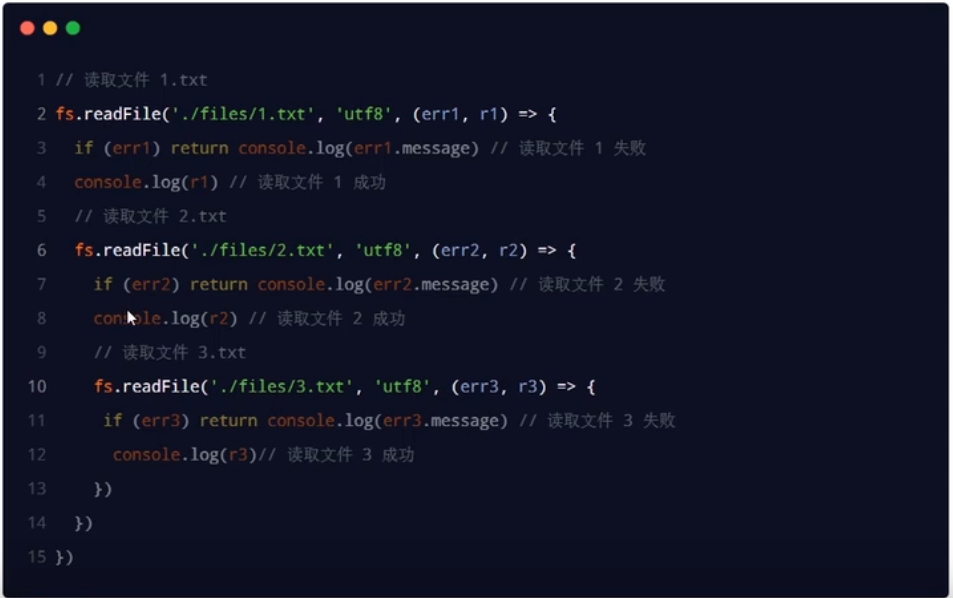 1 // 读取文件 1.txt
2 fs.readFile('./files/1.txt', 'utf8', (err1, r1) => {
3 if (err1) return console.log(err1.message) // 读取文件 1 失败
4 console.log(r1) // 读取文件 1 成功
5 // 读取文件 2.txt
6 fs.readFile('./files/2.txt', 'utf8', (err2, r2) => {
7 if (err2) return console.log(err2.message) // 读取文件 2 失败
8 console.log(r2) // 读取文件 2 成功
9 // 读取文件 3.txt
10 fs.readFile('./files/3.txt', 'utf8', (err3, r3) => {
11 if (err3) return console.log(err3.message) // 读取文件 3 失败
12 console.log(r3)// 读取文件 3 成功
13 })
14 })
15 })